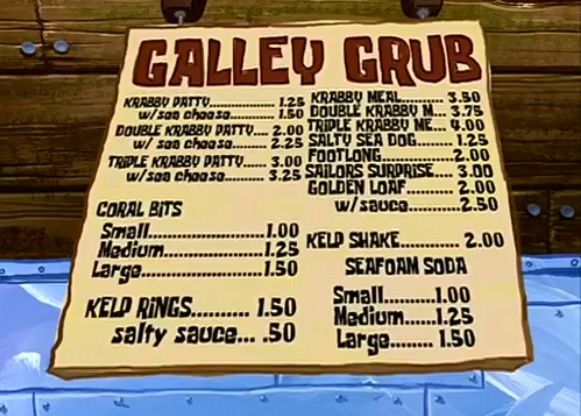 GALLEY GRUB
KRABBY PATTY.................... 1.25
w/sea cheese.............. 1.50
DOUBLE KRABBY PATTY.... 2.00
w/ sea cheese............ 2.25
TRIPLE KRABBY PATTY...... 3.00
w/sea cheese.......... 3.25
CORAL BITS
Small...................1.00
Medium................1.25
Large....................1.50
KELP RINGS.......... 1.50
salty sauce... .50
KRABBY MEAL.......... 3.50
DOUBLE KRABBY M... 3.75
TRIPLE KRABBY ME... 4.00
SALTY SEA DOG........ 1.25
FOOTLONG..............2.00
SAILORS SURPRISE.... 3.00
GOLDEN LOAF.......... 2.00
w/sauce............2.50
KELP SHAKE............. 2.00
SEAFOAM SODA
Small..........1.00
Medium......1.25
Large........ 1.50